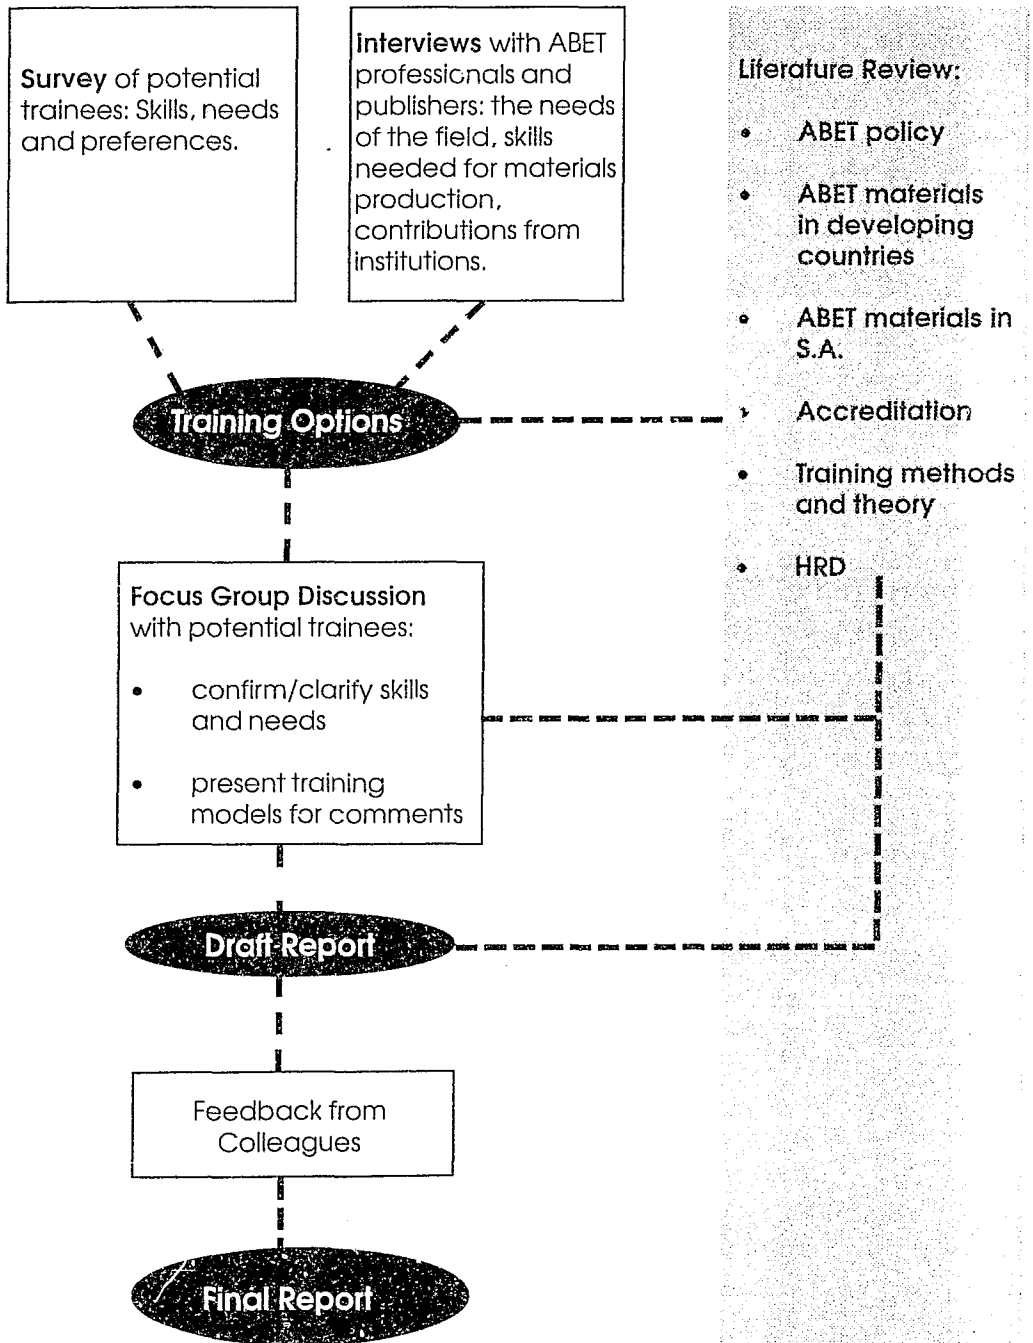 Survey of potential
trainees: Skills, needs
and preferences.
Interviews with ABET
professionals and
publishers: the needs
of the field, skills
needed for materials
production,
contributions from
institutions.
Literature Review:
• ABET policy
• ABET materials
in developing
countries
• ABET materials in
S.A.
• Accreditation
• Training methods
and theory
• HRD
Training Options
Focus Group Discussion
with potential trainees:
• confirm/clarify skills
and needs
• present training
models for comments
Draft Report
Feedback from
Colleagues
Final Report